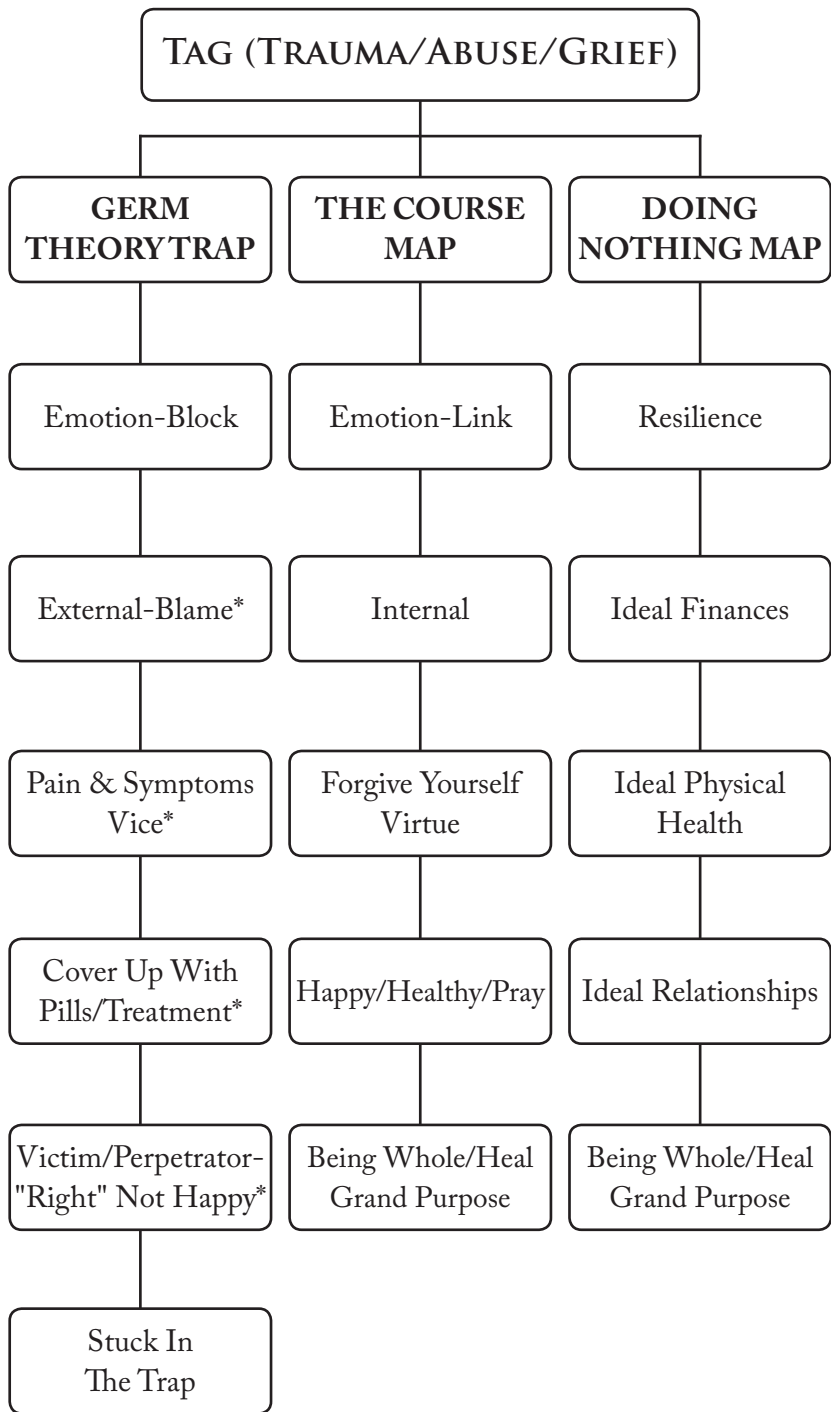 TAG (TRAUMA/ABUSE/GRIEF)
GERM
THEORY TRAP
THE COURSE
MAP
DOING
NOTHING MAP
Emotion-Block
Emotion-Link
Resilience
External-Blame*
Internal
Ideal Finances
Pain & Symptoms
Vice*
Forgive Yourself
Virtue
Ideal Physical
Health
Cover Up With
Pills/Treatment*
Happy/Healthy/Pray
Ideal Relationships
Victim/Perpetrator-
"Right" Not Happy*
Being Whole/Heal
Grand Purpose
Being Whole/Heal
Grand Purpose
Stuck In
The Trap